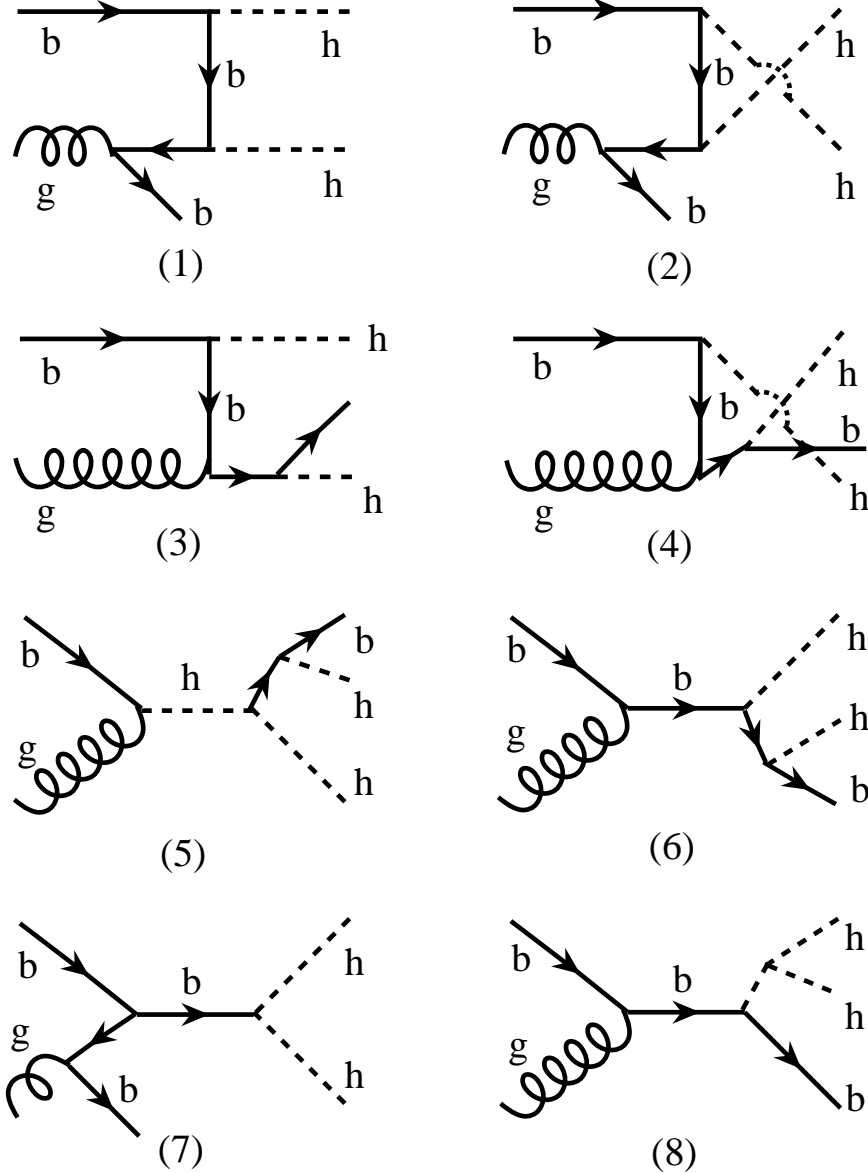 b h b h
b b
h h
g b g b
(1) (2)
b h b h
b b b
g h g h
(3) (4)
b b h
h b h
g h g h b
(5) (6)
b b h b b h
g b h g h b
(7) (8)